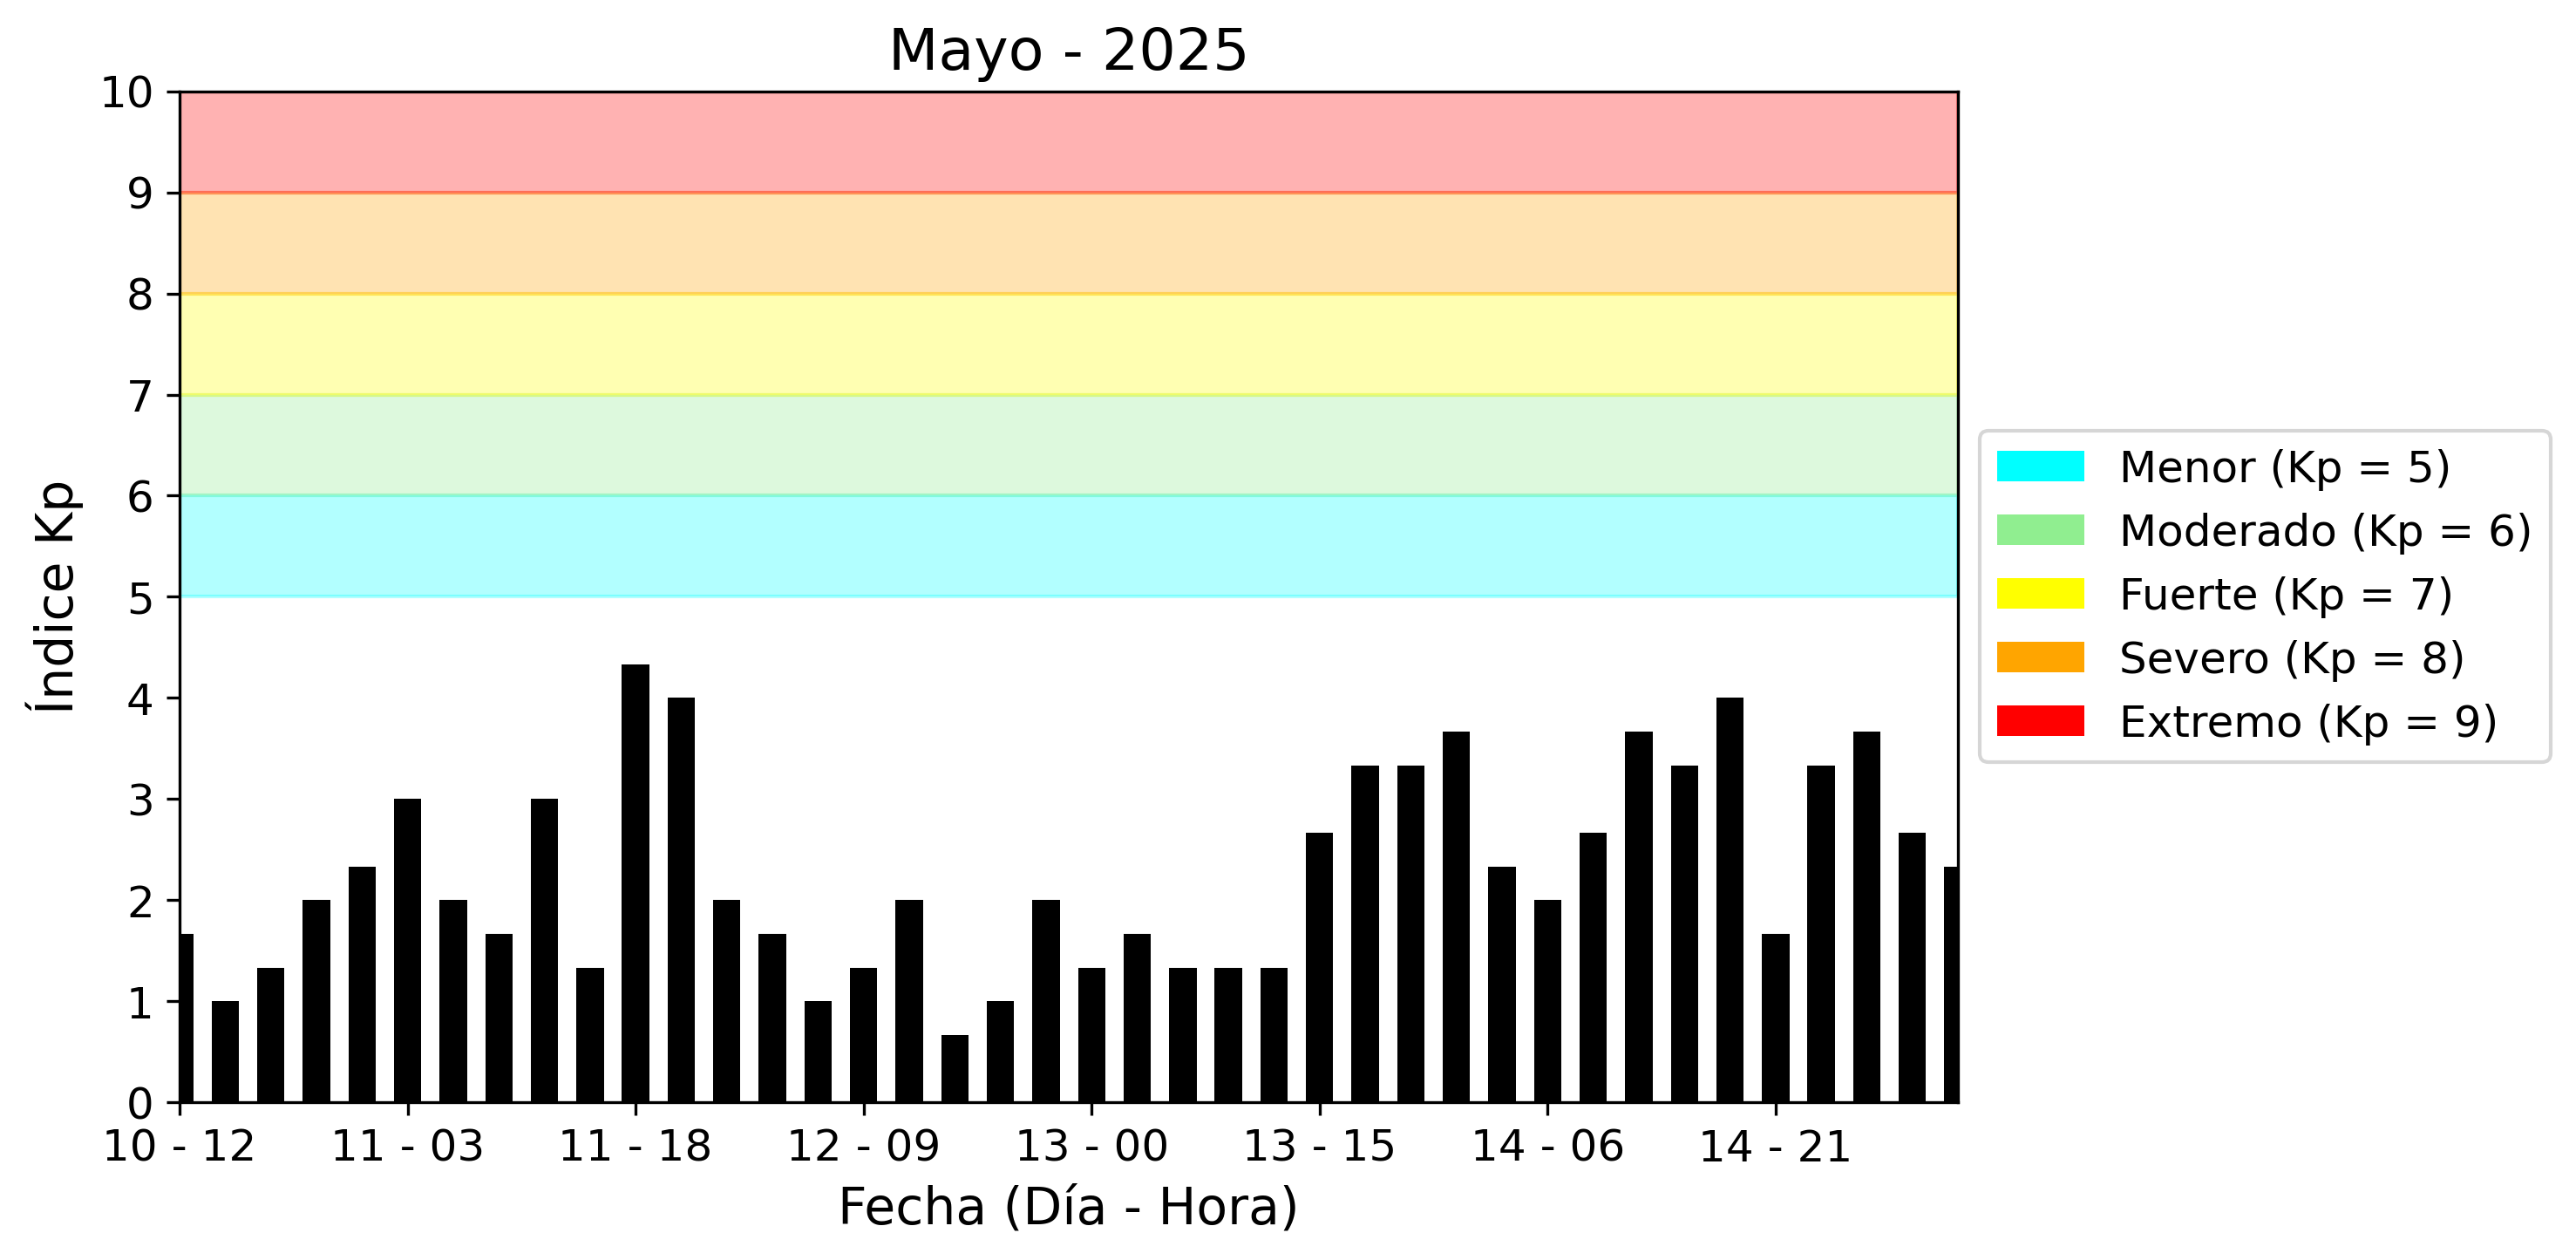 Mayo - 2025
10
9
8
7
6
5
4
3
2
1
0
Índice Kp
10 - 12
11 - 03
11 - 18
12 - 09
13 - 00
13 - 15
14 - 06
14 - 21
Fecha (Día - Hora)
Menor (Kp = 5)
Moderado (Kp = 6)
Fuerte (Kp = 7)
Severo (Kp = 8)
Extremo (Kp = 9)